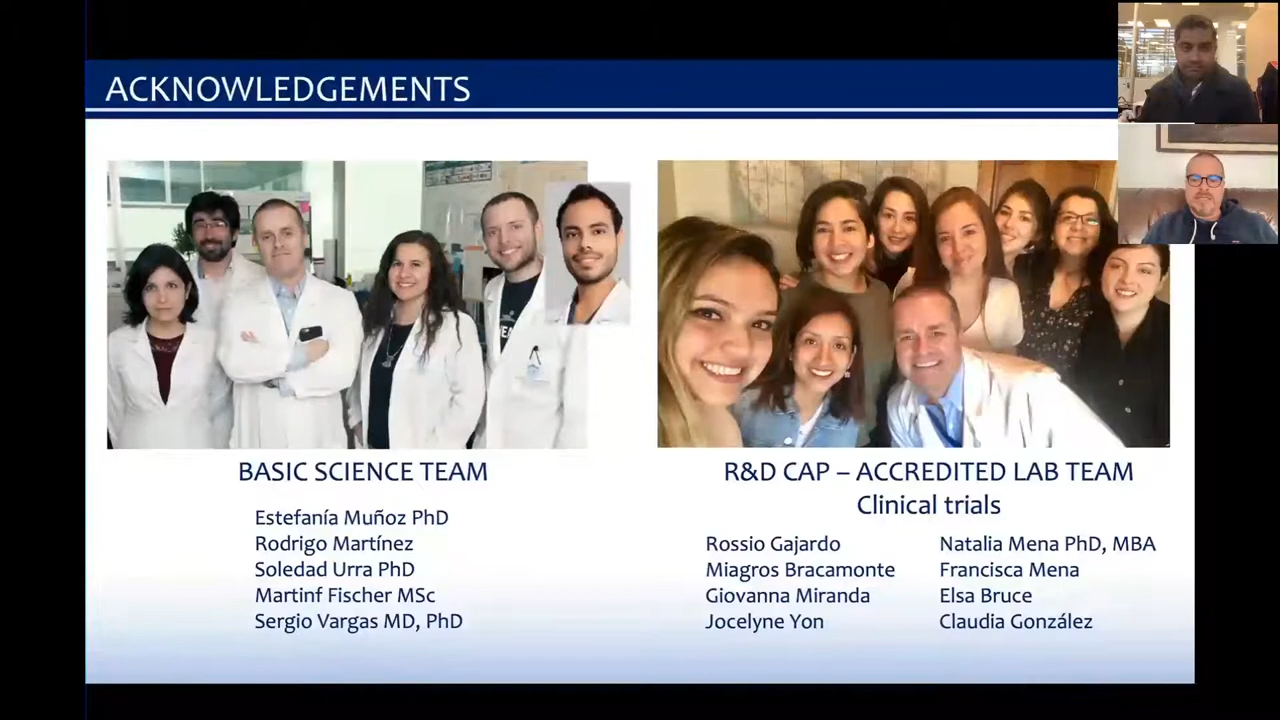 ACKNOWLEDGEMENTS
BASIC SCIENCE TEAM
Estefanía Muñoz PhD
Rodrigo Martínez
Soledad Urra PhD
Martinf Fischer MSc
Sergio Vargas MD, PhD
R&D CAP – ACCREDITED LAB TEAM
Clinical trials
Rossio Gajardo
Miagros Bracamonte
Giovanna Miranda
Jocelyne Yon
Natalia Mena PhD, MBA
Francisca Mena
Elsa Bruce
Claudia González